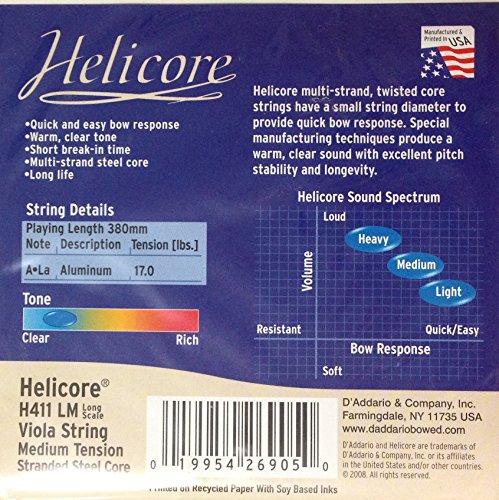 Helicore
Manufactured &
Printed in USA
•Quick and easy bow response
•Warm, clear tone
•Short break-in time
•Multi-strand steel core
•Long life
Helicore multi-strand, twisted core
strings have a small string diameter to
provide quick bow response. Special
manufacturing techniques produce a
warm, clear sound with excellent pitch
stability and longevity.
String Details
Playing Length 380mm
Note Description Tension [lbs.]
A•La Aluminum 17.0
Tone
Clear Rich
Helicore Sound Spectrum
Loud
Heavy
Medium
Light
Volume
Resistant Quick/Easy
Bow Response
Soft
Helicore®
H411 LM Long Scale
Viola String
Medium Tension
Stranded Steel Core
0 19954 26905 0
D'Addario & Company, Inc.
Farmingdale, NY 11735 USA
www.daddariobowed.com
D'Addario and Helicore are trademarks of
D'Addario & Company, Inc. or its affiliates
in the United States and/or other countries.
© 2008. All rights reserved.
Printed on Recycled Paper With Soy Based Inks